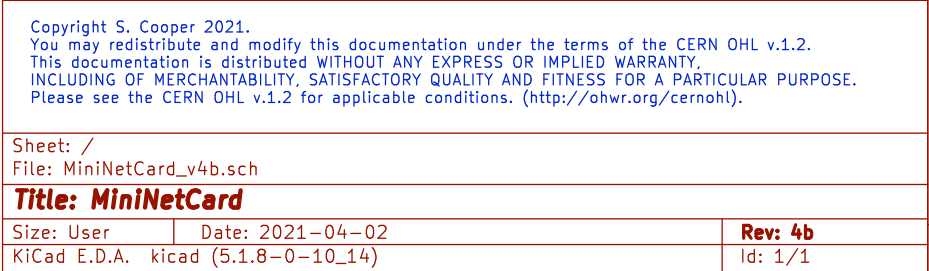 Copyright S. Cooper 2021.
You may redistribute and modify this documentation under the terms of the CERN OHL v.1.2.
This documentation is distributed WITHOUT ANY EXPRESS OR IMPLIED WARRANTY,
INCLUDING OF MERCHANTABILITY, SATISFACTORY QUALITY AND FITNESS FOR A PARTICULAR PURPOSE.
Please see the CERN OHL v.1.2 for applicable conditions. (http://ohwr.org/cernohl).
Sheet: /
File: MiniNetCard_v4b.sch
Title: MiniNetCard
Size: User Date: 2021-04-02 Rev: 4b
KiCad E.D.A. kicad (5.1.8-0-10_14) Id: 1/1